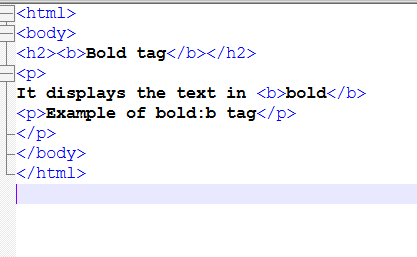 <html>
<body>
<h2><b>Bold tag</b></h2>
<p>
It displays the text in <b>bold</b>
<p>Example of bold:b tag</p>
</p>
</body>
</html>